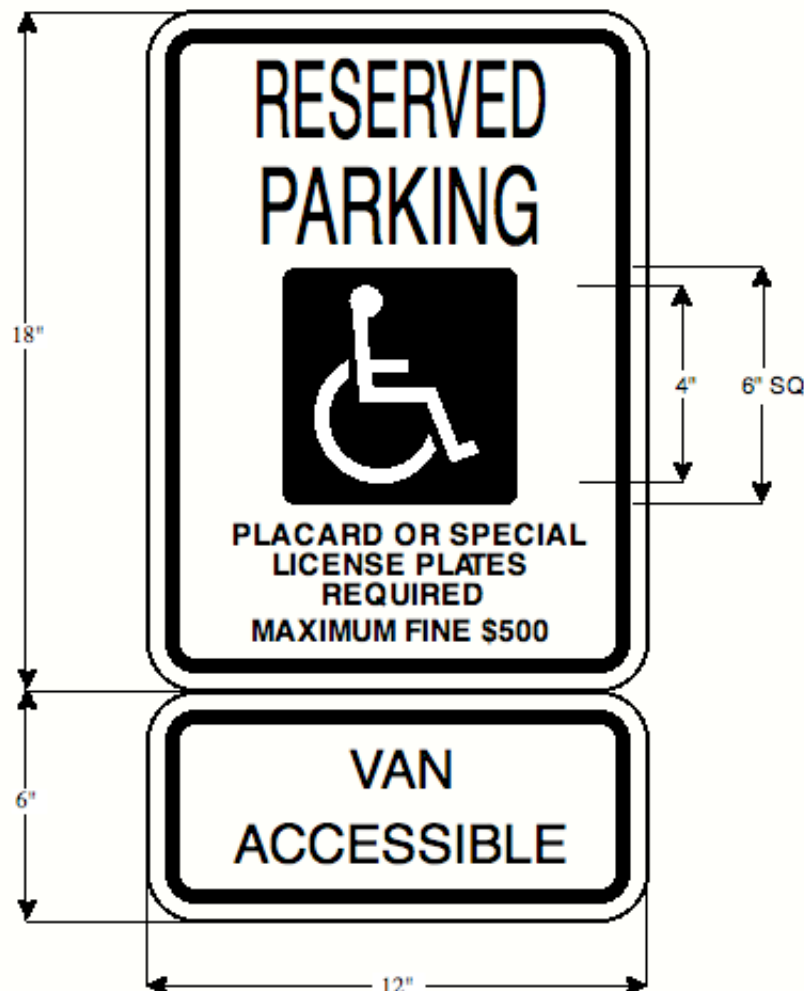 RESERVED
PARKING
18"
4"
6" SQ
PLACARD OR SPECIAL
LICENSE PLATES
REQUIRED
MAXIMUM FINE $500
6"
VAN
ACCESSIBLE
12"